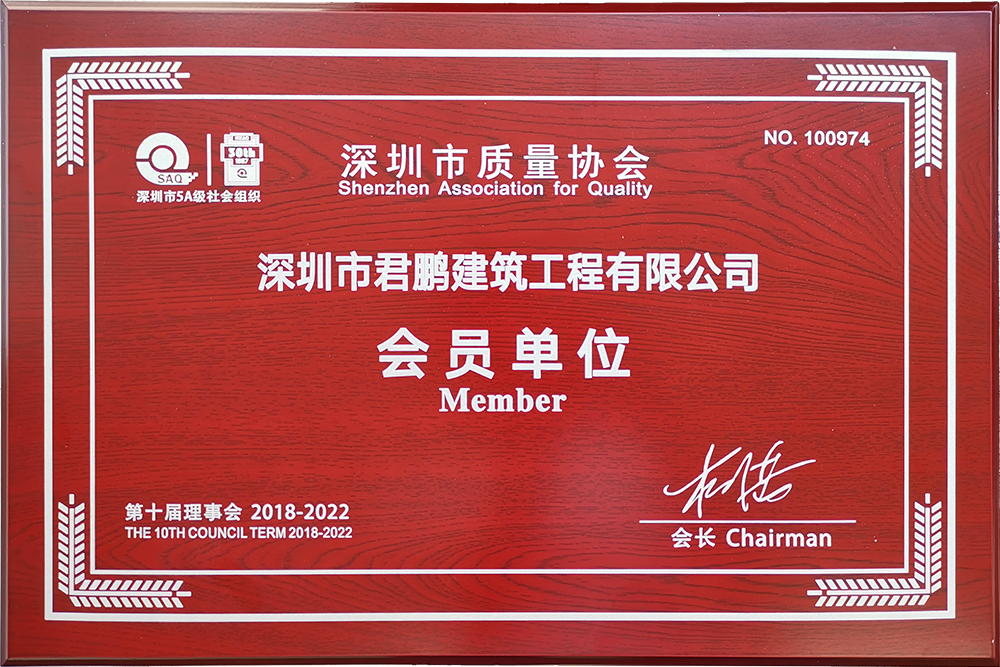 SAQ
30th
深圳市5A级社会组织
深圳市质量协会
Shenzhen Association for Quality
NO. 100974
深圳市君鹏建筑工程有限公司
会员单位
Member
第十届理事会 2018-2022
THE 10TH COUNCIL TERM 2018-2022
会长 Chairman